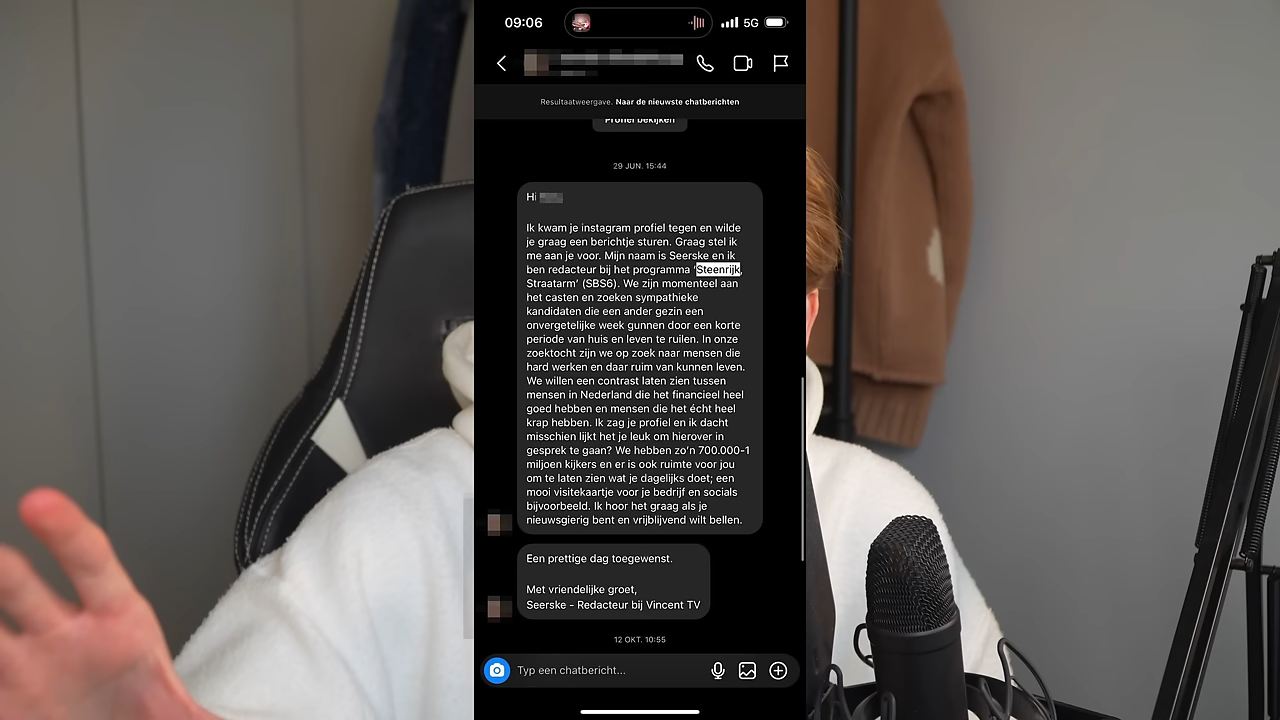 09:06
5G
Resultaatweergave. Naar de nieuwste chatberichten
Profiel bekijken
29 JUN. 15:44
Hi
Ik kwam je instagram profiel tegen en wilde
je graag een berichtje sturen. Graag stel ik
me aan je voor. Mijn naam is Seerske en ik
ben redacteur bij het programma 'Steenrijk,
Straatarm' (SBS6). We zijn momenteel aan
het casten en zoeken sympathieke
kandidaten die een ander gezin een
onvergetelijke week gunnen door een korte
periode van huis en leven te ruilen. In onze
zoektocht zijn we op zoek naar mensen die
hard werken en daar ruim van kunnen leven.
We willen een contrast laten zien tussen
mensen in Nederland die het financieel heel
goed hebben en mensen die het écht heel
krap hebben. Ik zag je profiel en ik dacht
misschien lijkt het je leuk om hierover in
gesprek te gaan? We hebben zo'n 700.000-1
miljoen kijkers en er is ook ruimte voor jou
om te laten zien wat je dagelijks doet; een
mooi visitekaartje voor je bedrijf en socials
bijvoorbeeld. Ik hoor het graag als je
nieuwsgierig bent en vrijblijvend wilt bellen.
Een prettige dag toegewenst.
Met vriendelijke groet,
Seerske - Redacteur bij Vincent TV
12 OKT. 10:55
Typ een chatbericht...